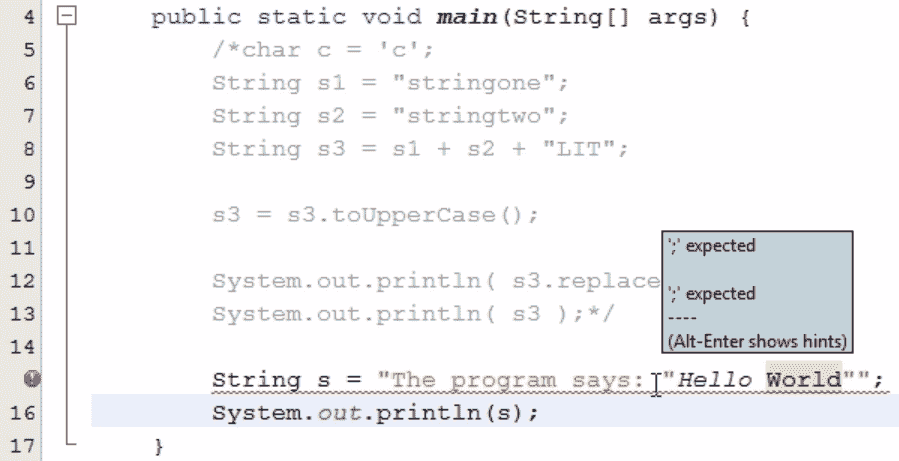 4 public static void main(String[] args) {
5 /*char c = 'c';
6 String s1 = "stringone";
7 String s2 = "stringtwo";
8 String s3 = s1 + s2 + "LIT";
9
10 s3 = s3.toUpperCase();
11
12 System.out.println( s3.replace
13 System.out.println( s3 );*/
14
String s = "The program says: "Hello World"";
16 System.out.println(s);
17 }
';' expected
';' expected
----
(Alt-Enter shows hints)